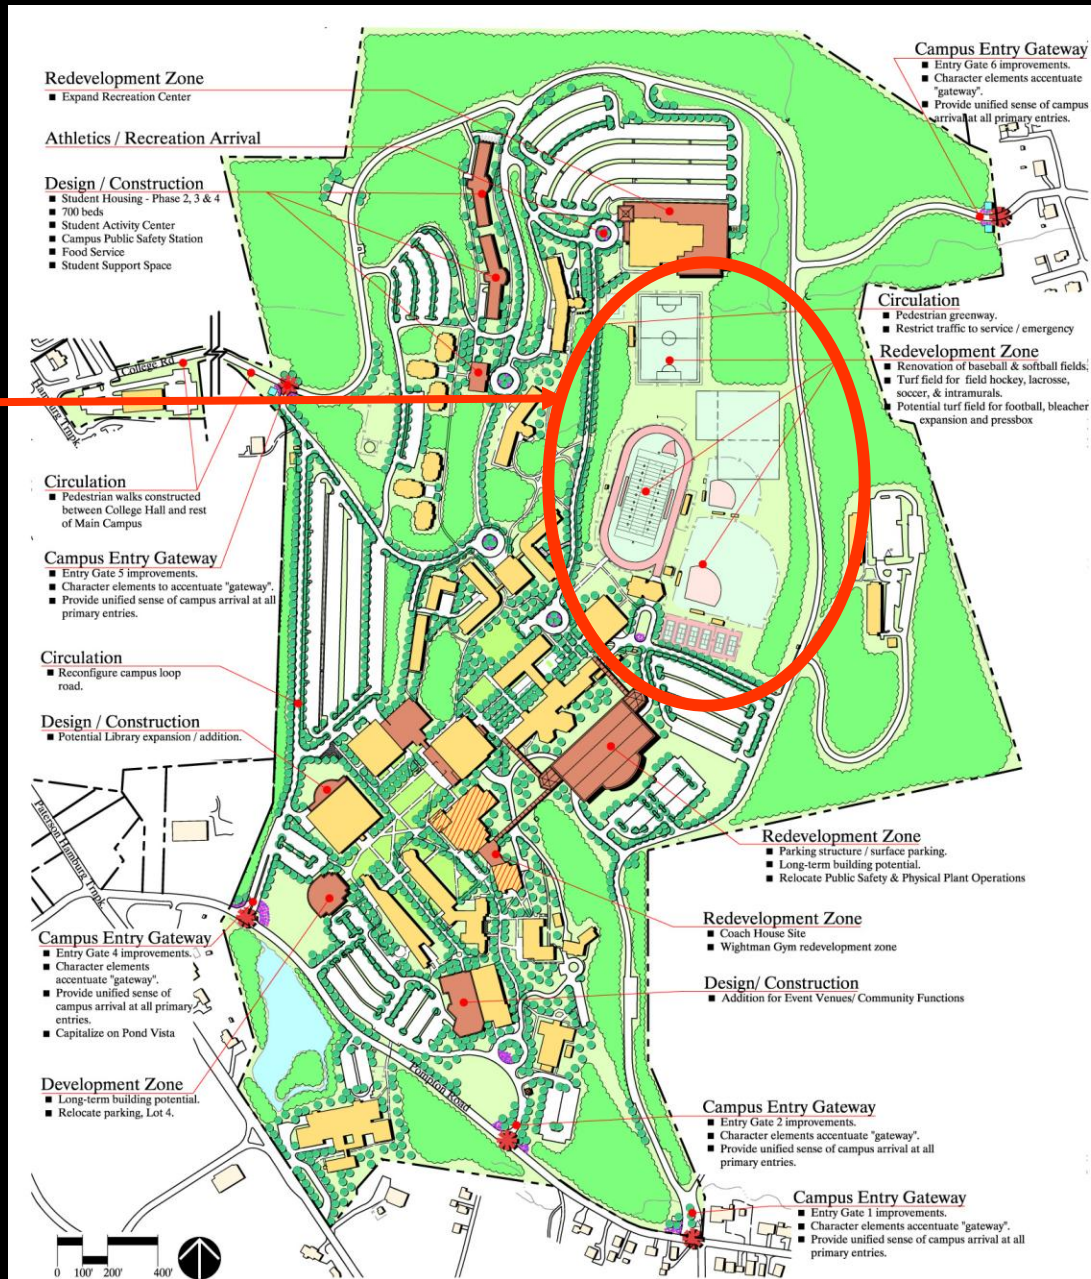 Redevelopment Zone
■ Expand Recreation Center
Athletics / Recreation Arrival
Design / Construction
■ Student Housing - Phase 2, 3 & 4
■ 700 beds
■ Student Activity Center
■ Campus Public Safety Station
■ Food Service
■ Student Support Space
College Rd
Hamburg Trnpk
Circulation
■ Pedestrian walks constructed
between College Hall and rest
of Main Campus
Campus Entry Gateway
■ Entry Gate 5 improvements.
■ Character elements to accentuate "gateway".
■ Provide unified sense of campus arrival at all
primary entries.
Circulation
■ Reconfigure campus loop
road.
Design / Construction
■ Potential Library expansion / addition.
Paterson Hamburg Trnpk
Campus Entry Gateway
■ Entry Gate 4 improvements.
■ Character elements
accentuate "gateway".
■ Provide unified sense of
campus arrival at all primary
entries.
■ Capitalize on Pond Vista
Development Zone
■ Long-term building potential.
■ Relocate parking, Lot 4.
0 100' 200' 400'
Campus Entry Gateway
■ Entry Gate 6 improvements.
■ Character elements accentuate
"gateway".
■ Provide unified sense of campus
arrival at all primary entries.
Circulation
■ Pedestrian greenway.
■ Restrict traffic to service / emergency
Redevelopment Zone
■ Renovation of baseball & softball fields.
■ Turf field for field hockey, lacrosse,
soccer, & intramurals.
■ Potential turf field for football, bleacher
expansion and pressbox
Redevelopment Zone
■ Parking structure / surface parking.
■ Long-term building potential.
■ Relocate Public Safety & Physical Plant Operations
Redevelopment Zone
■ Coach House Site
■ Wightman Gym redevelopment zone
Design/ Construction
■ Addition for Event Venues/ Community Functions
Pompton Road
Campus Entry Gateway
■ Entry Gate 2 improvements.
■ Character elements accentuate "gateway".
■ Provide unified sense of campus arrival at all
primary entries.
Campus Entry Gateway
■ Entry Gate 1 improvements.
■ Character elements accentuate "gateway".
■ Provide unified sense of campus arrival at all
primary entries.